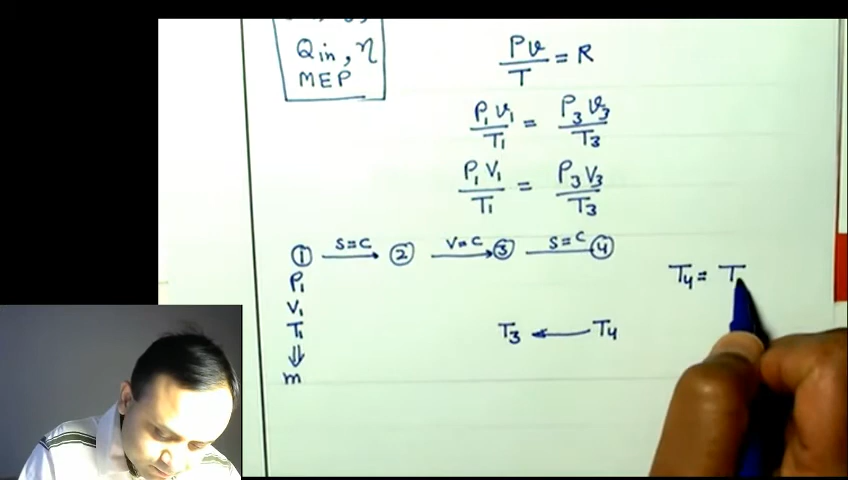 Qin, η
MEP
Pv/T = R
P₁v₁/T₁ = P₃v₃/T₃
P₁V₁/T₁ = P₃V₃/T₃
① S=C → ② V=C → ③ S=C ④
P₁
V₁
T₁
⇓
m
T₃ ← T₄
T₄ = T